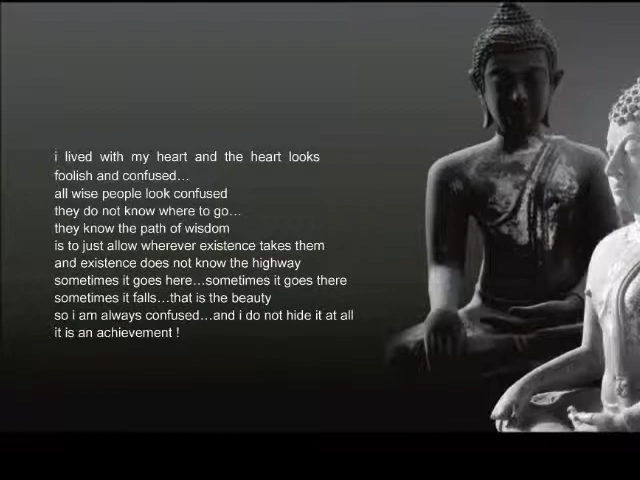 i lived with my heart and the heart looks
foolish and confused...
all wise people look confused
they do not know where to go...
they know the path of wisdom
is to just allow wherever existence takes them
and existence does not know the highway
sometimes it goes here...sometimes it goes there
sometimes it falls...that is the beauty
so i am always confused...and i do not hide it at all
it is an achievement !